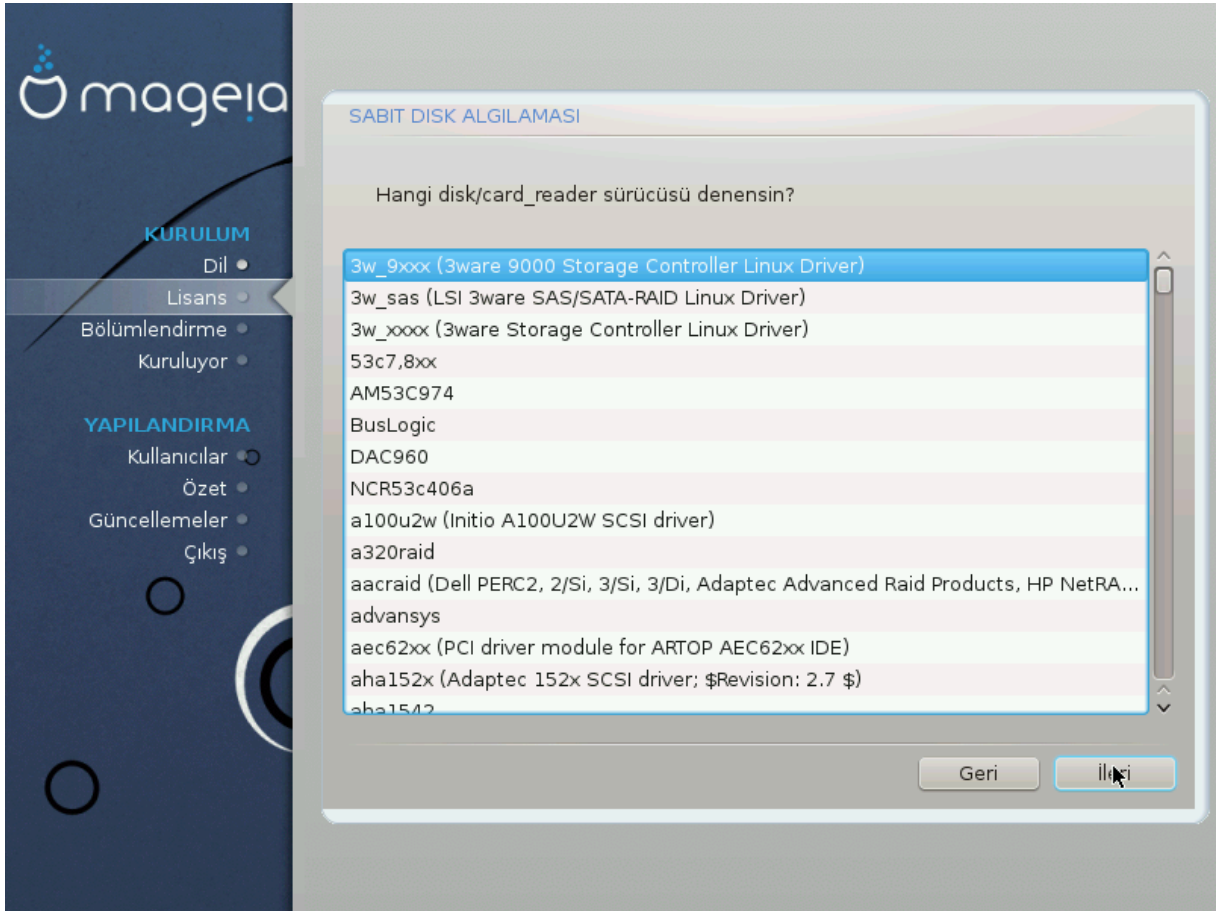 mageia
KURULUM
Dil
Lisans
Bölümlendirme
Kuruluyor
YAPILANDIRMA
Kullanıcılar
Özet
Güncellemeler
Çıkış
SABIT DISK ALGILAMASI
Hangi disk/card_reader sürücüsü denensin?
3w_9xxx (3ware 9000 Storage Controller Linux Driver)
3w_sas (LSI 3ware SAS/SATA-RAID Linux Driver)
3w_xxxx (3ware Storage Controller Linux Driver)
53c7,8xx
AM53C974
BusLogic
DAC960
NCR53c406a
a100u2w (Initio A100U2W SCSI driver)
a320raid
aacraid (Dell PERC2, 2/Si, 3/Si, 3/Di, Adaptec Advanced Raid Products, HP NetRA...
advansys
aec62xx (PCI driver module for ARTOP AEC62xx IDE)
aha152x (Adaptec 152x SCSI driver; $Revision: 2.7 $)
aha1542
Geri
İleri